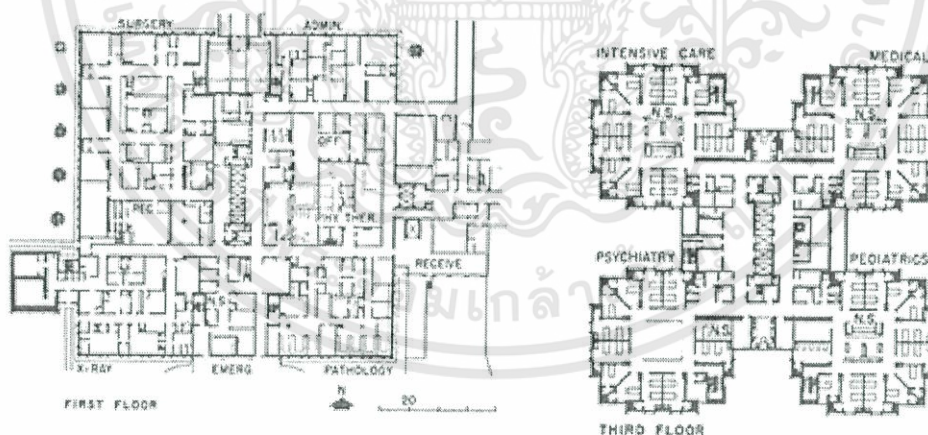 SURGERY
ADMIN
OFF
REC
PHY THER
RECEIVE
N.S.
X-RAY
EMERG
PATHOLOGY
FIRST FLOOR
N
20
INTENSIVE CARE
MEDICAL
N.S.
N.S.
PSYCHIATRY
PEDIATRICS
N.S.
N.S.
THIRD FLOOR